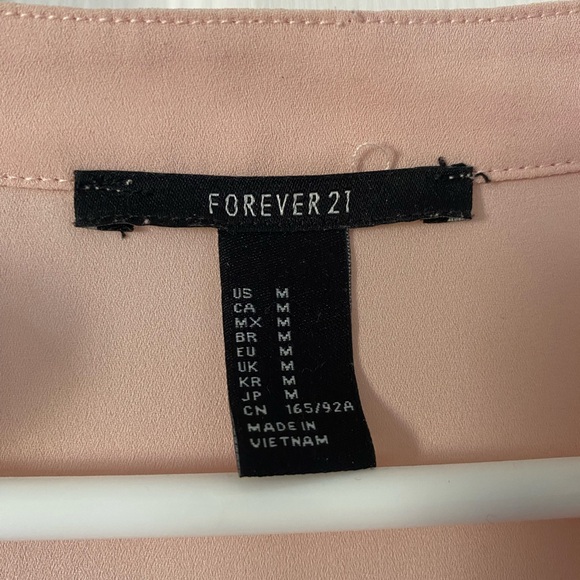 FOREVER 21
US M
CA M
MX M
BR M
EU M
UK M
KR M
JP M
CN 165/92A
MADE IN
VIETNAM